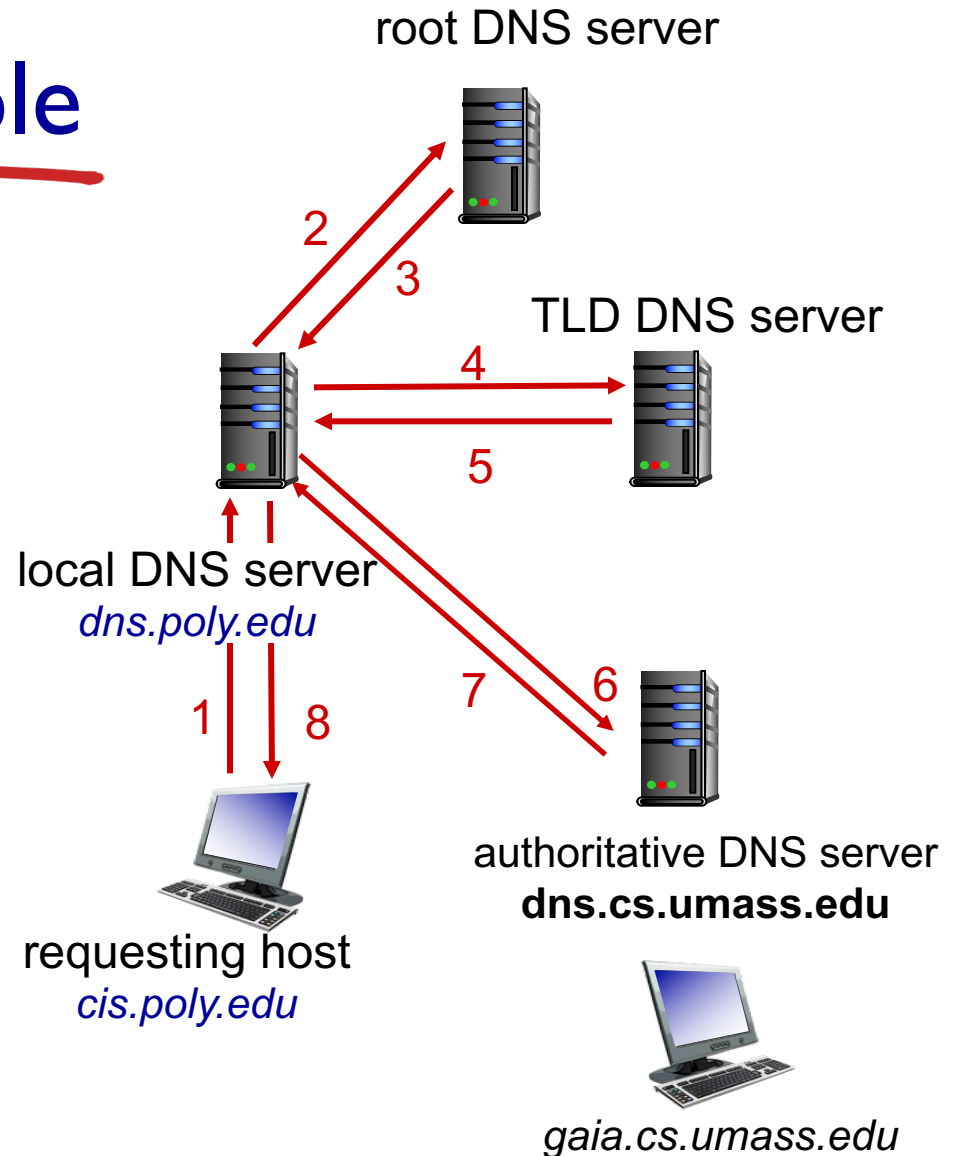 root DNS server
2
3
TLD DNS server
4
5
local DNS server
dns.poly.edu
1
8
7
6
authoritative DNS server
dns.cs.umass.edu
requesting host
cis.poly.edu
gaia.cs.umass.edu